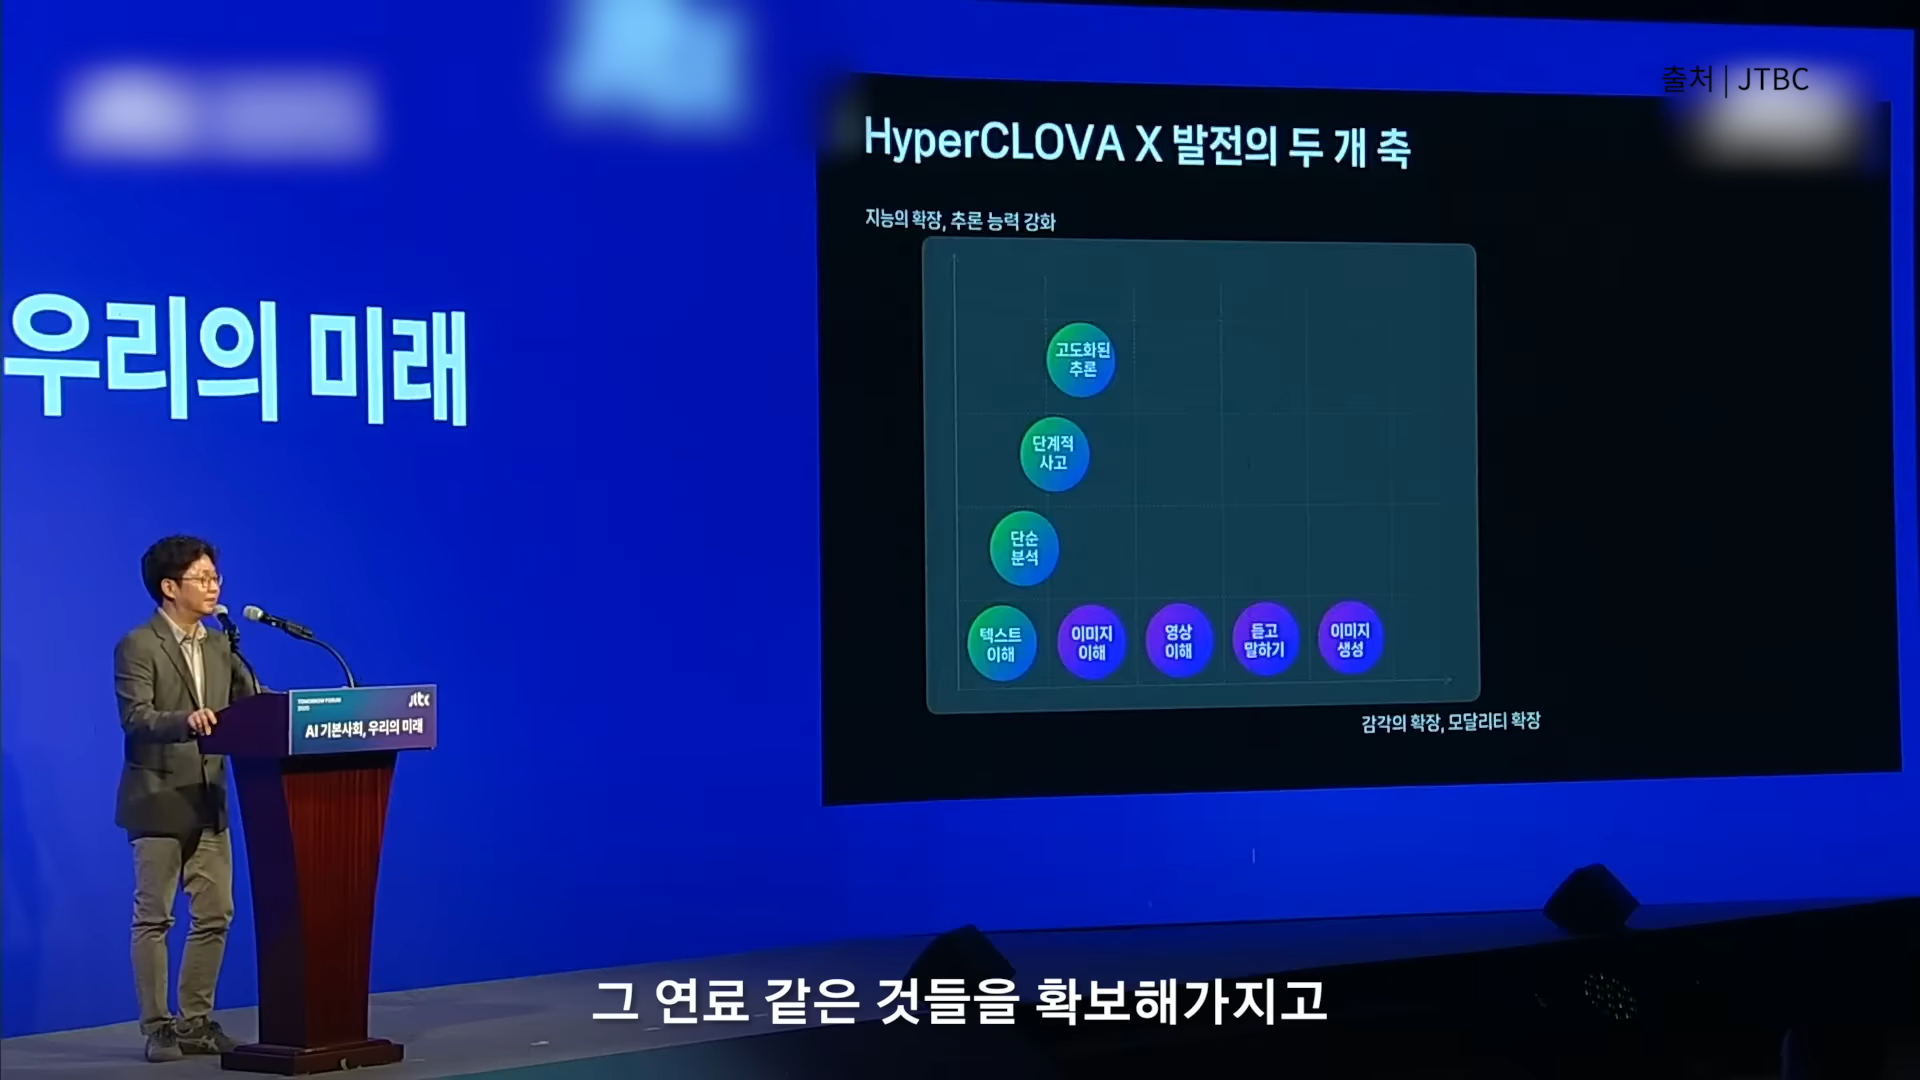 출처 | JTBC
HyperCLOVA X 발전의 두 개 축
지능의 확장, 추론 능력 강화
우리의 미래
고도화된
추론
단계적
사고
단순
분석
텍스트
이해
이미지
이해
영상
이해
듣고
말하기
이미지
생성
감각의 확장, 모달리티 확장
TOMORROW FORUM
2025
Jtbc
AI 기본사회, 우리의 미래
그 연료 같은 것들을 확보해가지고